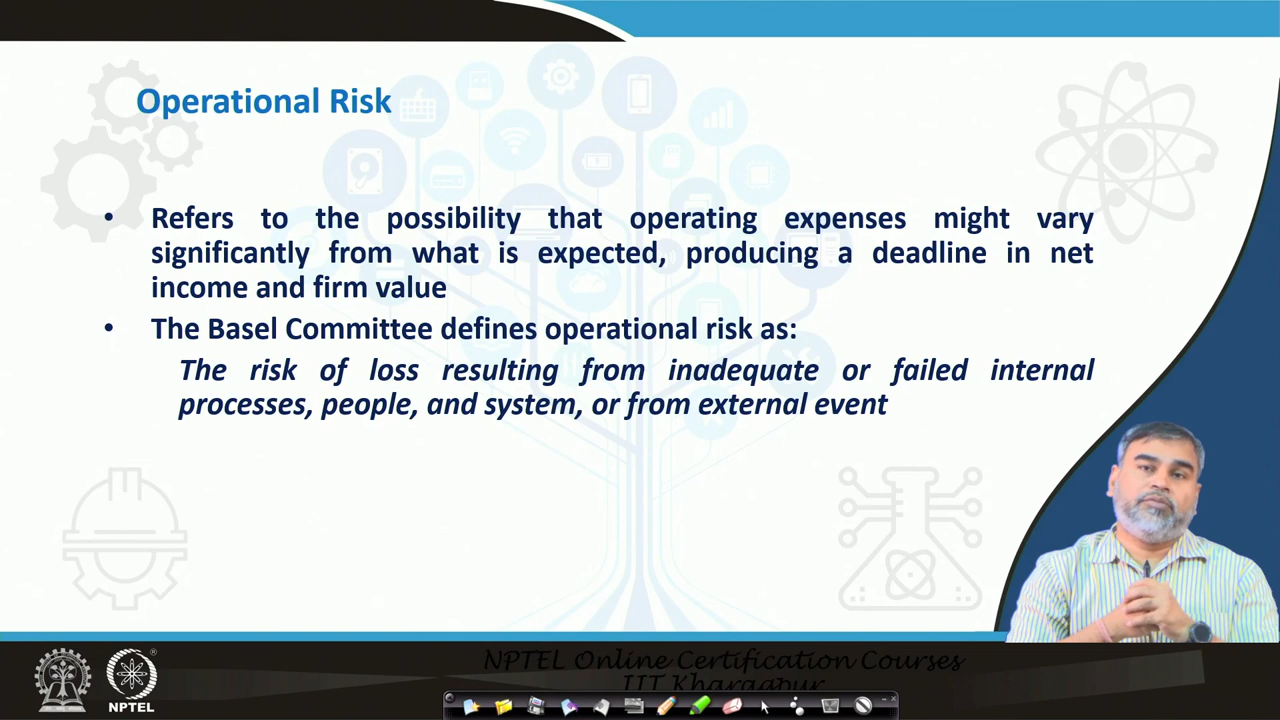 Operational Risk
• Refers to the possibility that operating expenses might vary
significantly from what is expected, producing a deadline in net
income and firm value
• The Basel Committee defines operational risk as:
The risk of loss resulting from inadequate or failed internal
processes, people, and system, or from external event
NPTEL Online Certification Courses
IIT Kharagpur
NPTEL